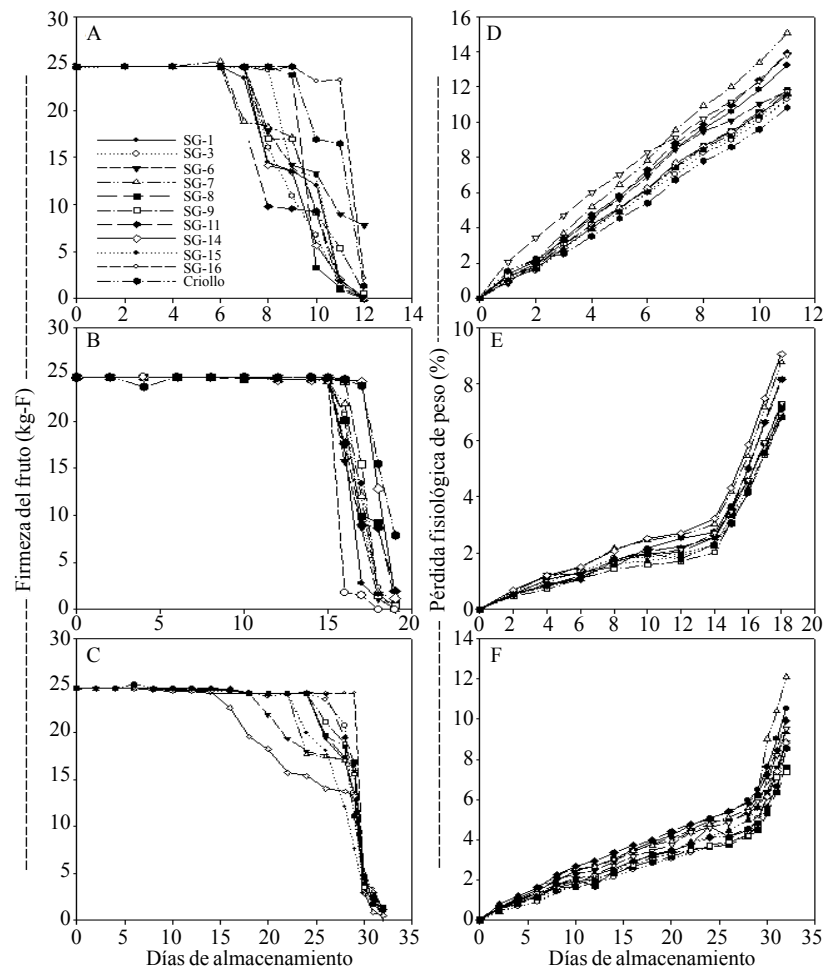 A
30
25
20
15
10
5
0
SG-1
SG-3
SG-6
SG-7
SG-8
SG-9
SG-11
SG-14
SG-15
SG-16
Criollo
0 2 4 6 8 10 12 14
D
16
14
12
10
8
6
4
2
0
0 2 4 6 8 10 12
Firmeza del fruto (kg-F)
B
30
25
20
15
10
5
0
0 5 10 15 20
Pérdida fisiológica de peso (%)
E
10
8
6
4
2
0
0 2 4 6 8 10 12 14 16 18 20
C
30
25
20
15
10
5
0
0 5 10 15 20 25 30 35
Días de almacenamiento
F
14
12
10
8
6
4
2
0
0 5 10 15 20 25 30 35
Días de almacenamiento